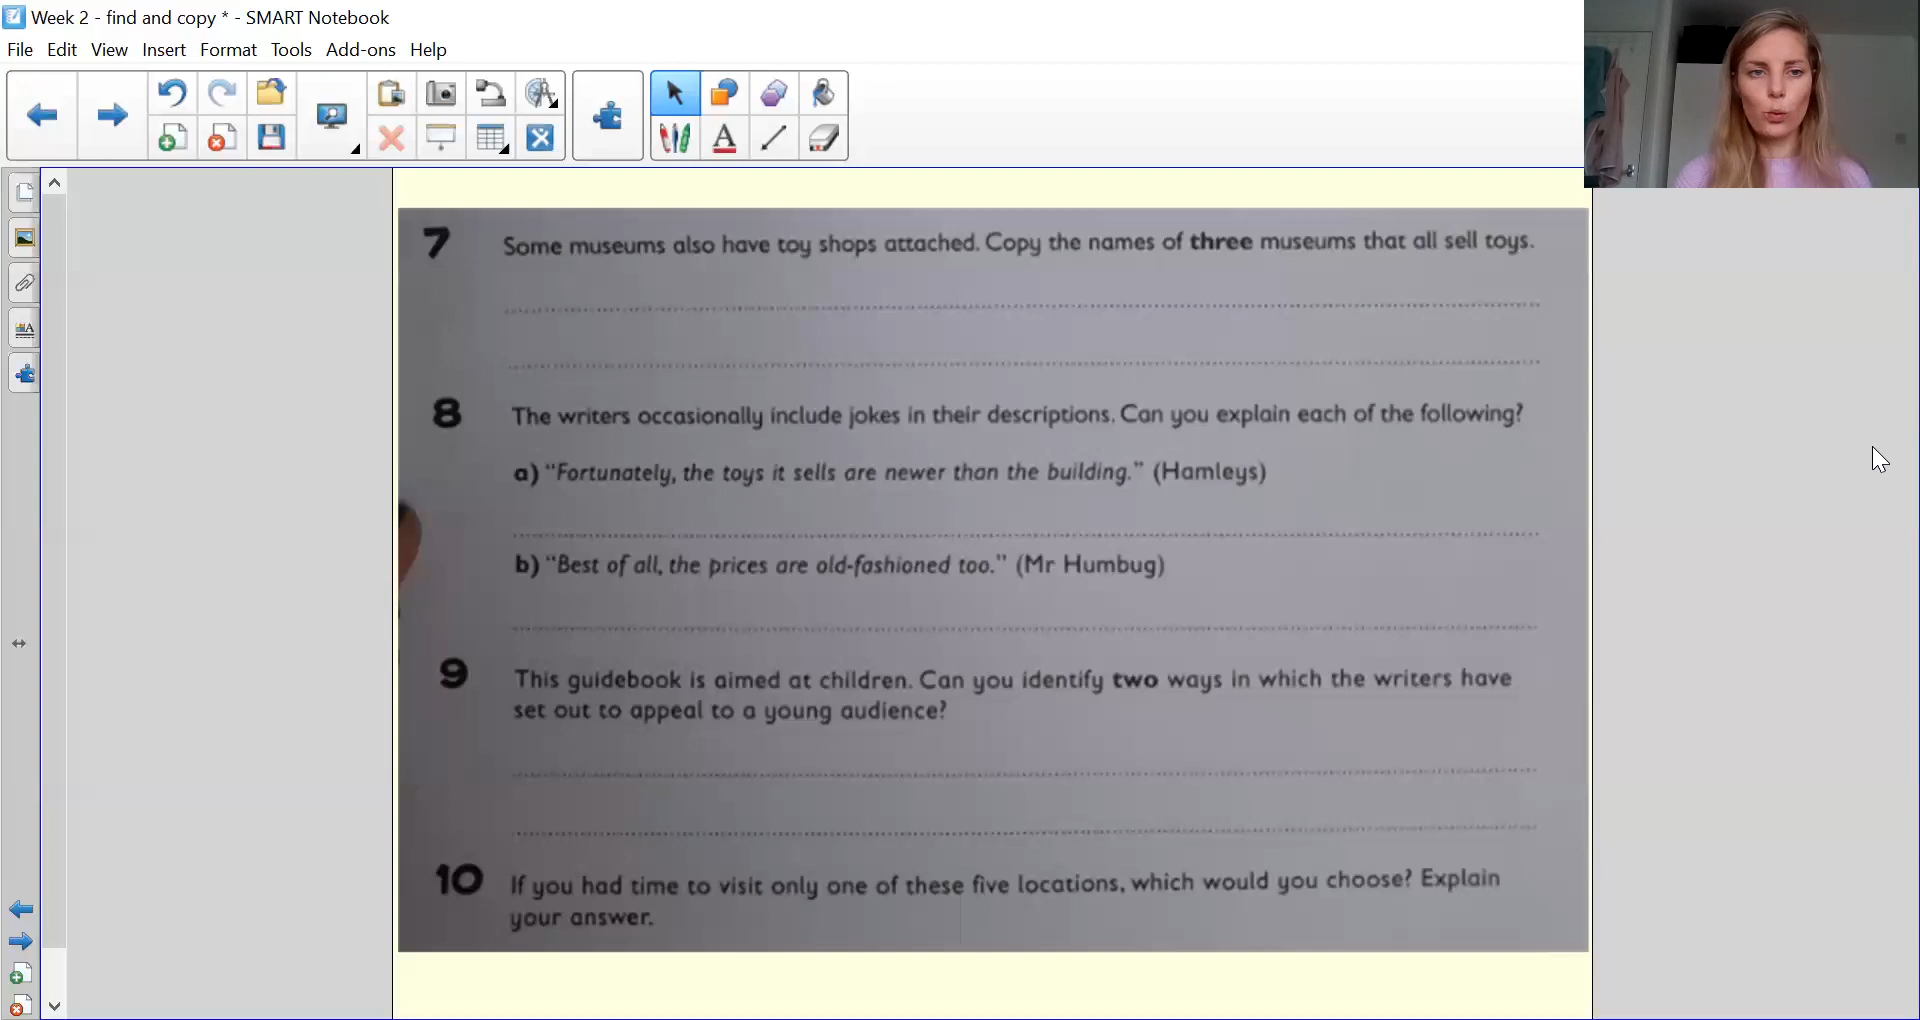 Week 2 - find and copy * - SMART Notebook
File Edit View Insert Format Tools Add-ons Help
7 Some museums also have toy shops attached. Copy the names of three museums that all sell toys.
8 The writers occasionally include jokes in their descriptions. Can you explain each of the following?
a) "Fortunately, the toys it sells are newer than the building." (Hamleys)
b) "Best of all, the prices are old-fashioned too." (Mr Humbug)
9 This guidebook is aimed at children. Can you identify two ways in which the writers have
set out to appeal to a young audience?
10 If you had time to visit only one of these five locations, which would you choose? Explain
your answer.